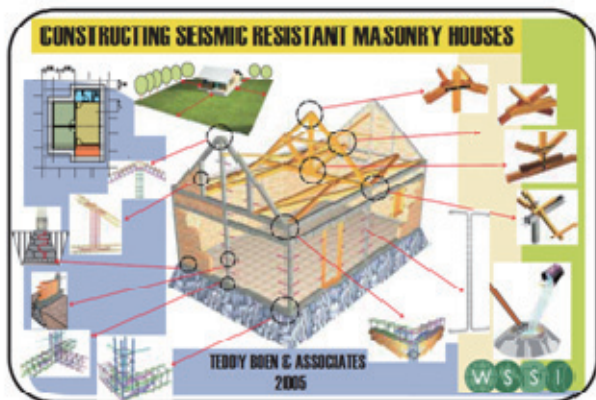 CONSTRUCTING SEISMIC RESISTANT MASONRY HOUSES
TEDDY BOEN & ASSOCIATES
2005
WSSI